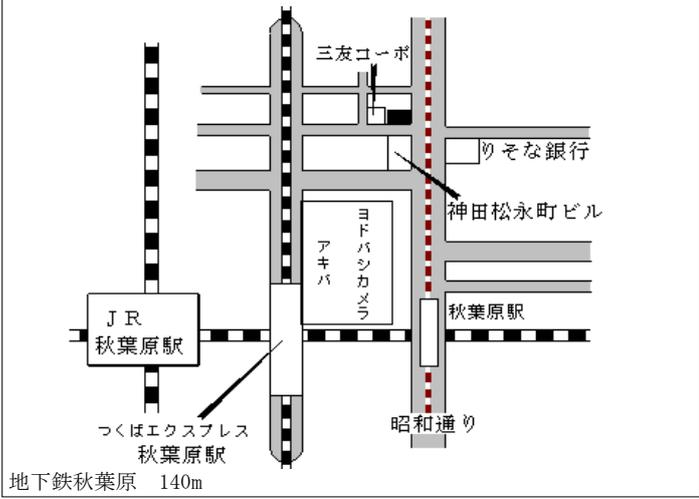 三友コーポ
りそな銀行
神田松永町ビル
ヨドバシカメラ
アキバ
秋葉原駅
JR
秋葉原駅
つくばエクスプレス
秋葉原駅
昭和通り
地下鉄秋葉原　140m